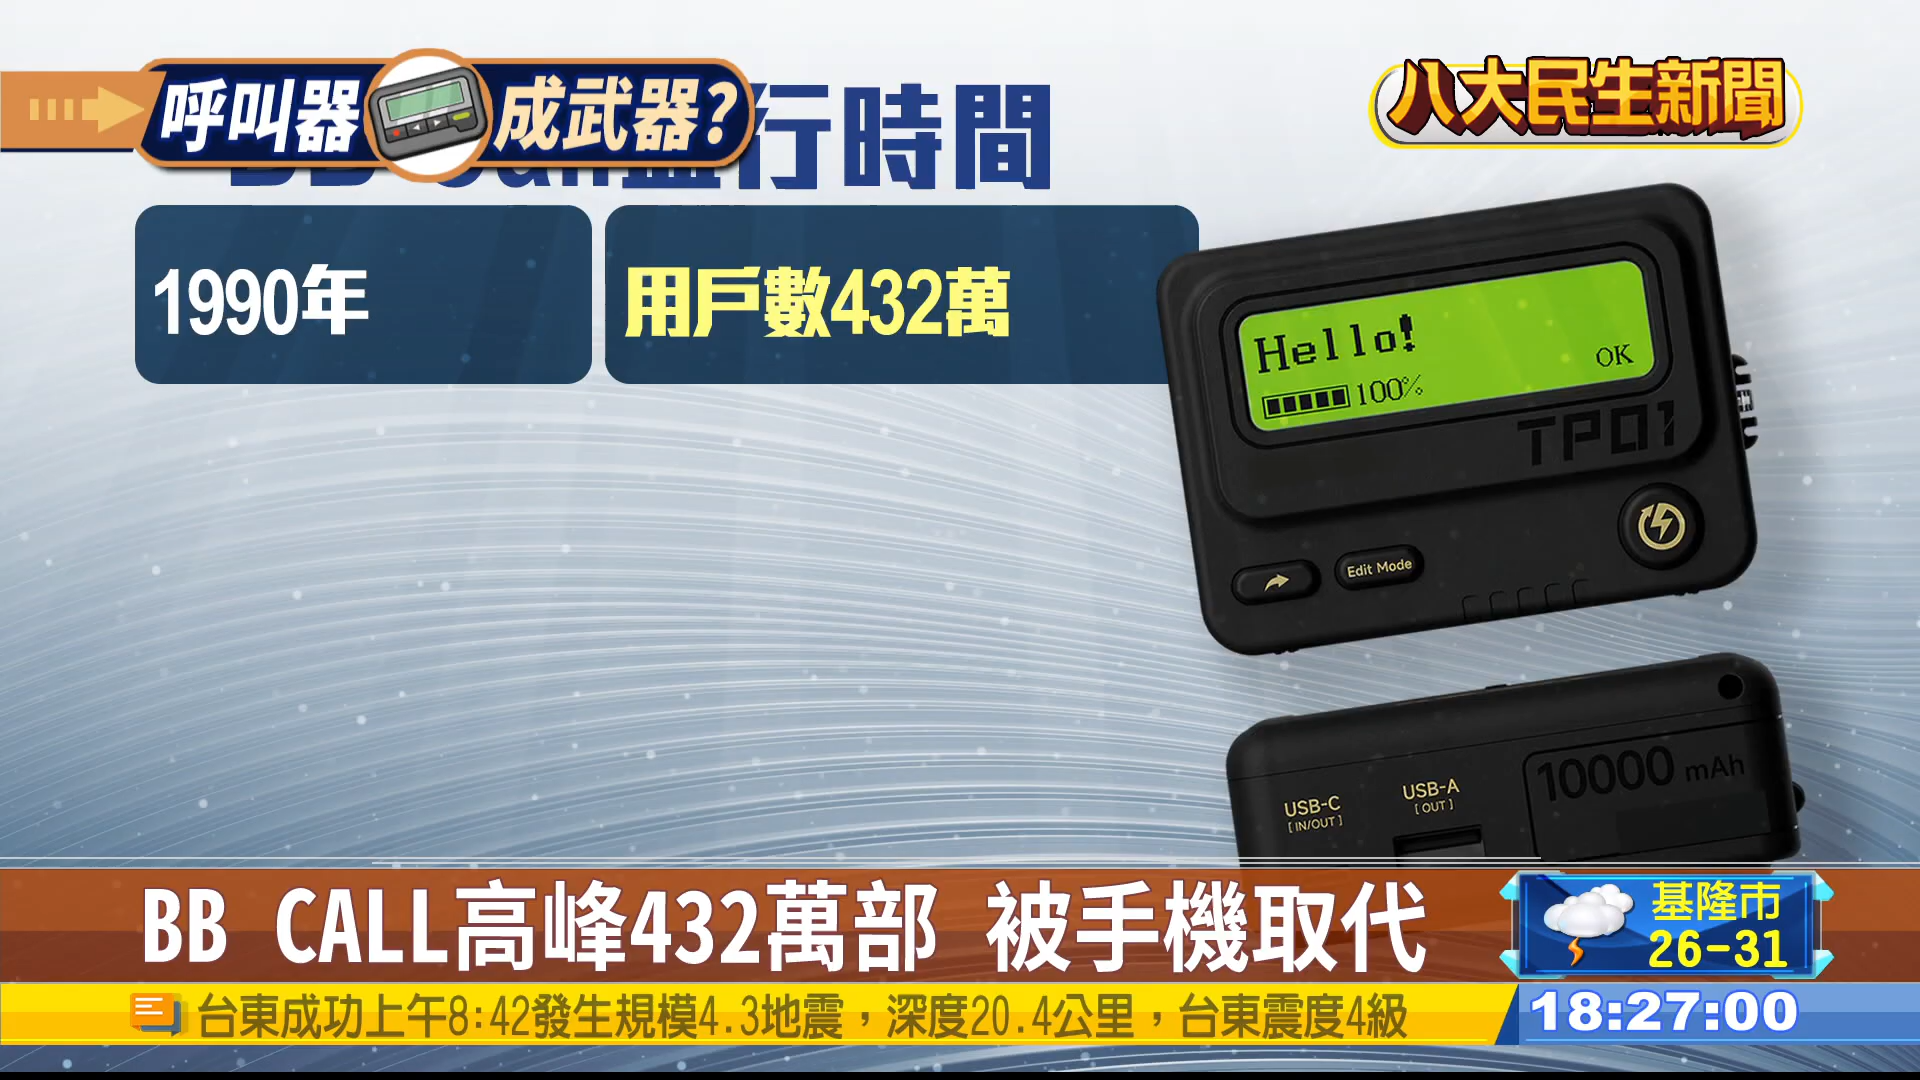 呼叫器成武器?
行時間
八大民生新聞
1990年
用戶數432萬
Hello!
100%
OK
TP01
Edit Mode
USB-C
[ IN/OUT ]
USB-A
[ OUT ]
10000 mAh
BB CALL高峰432萬部 被手機取代
基隆市
26-31
台東成功上午8:42發生規模4.3地震，深度20.4公里，台東震度4級
18:27:00